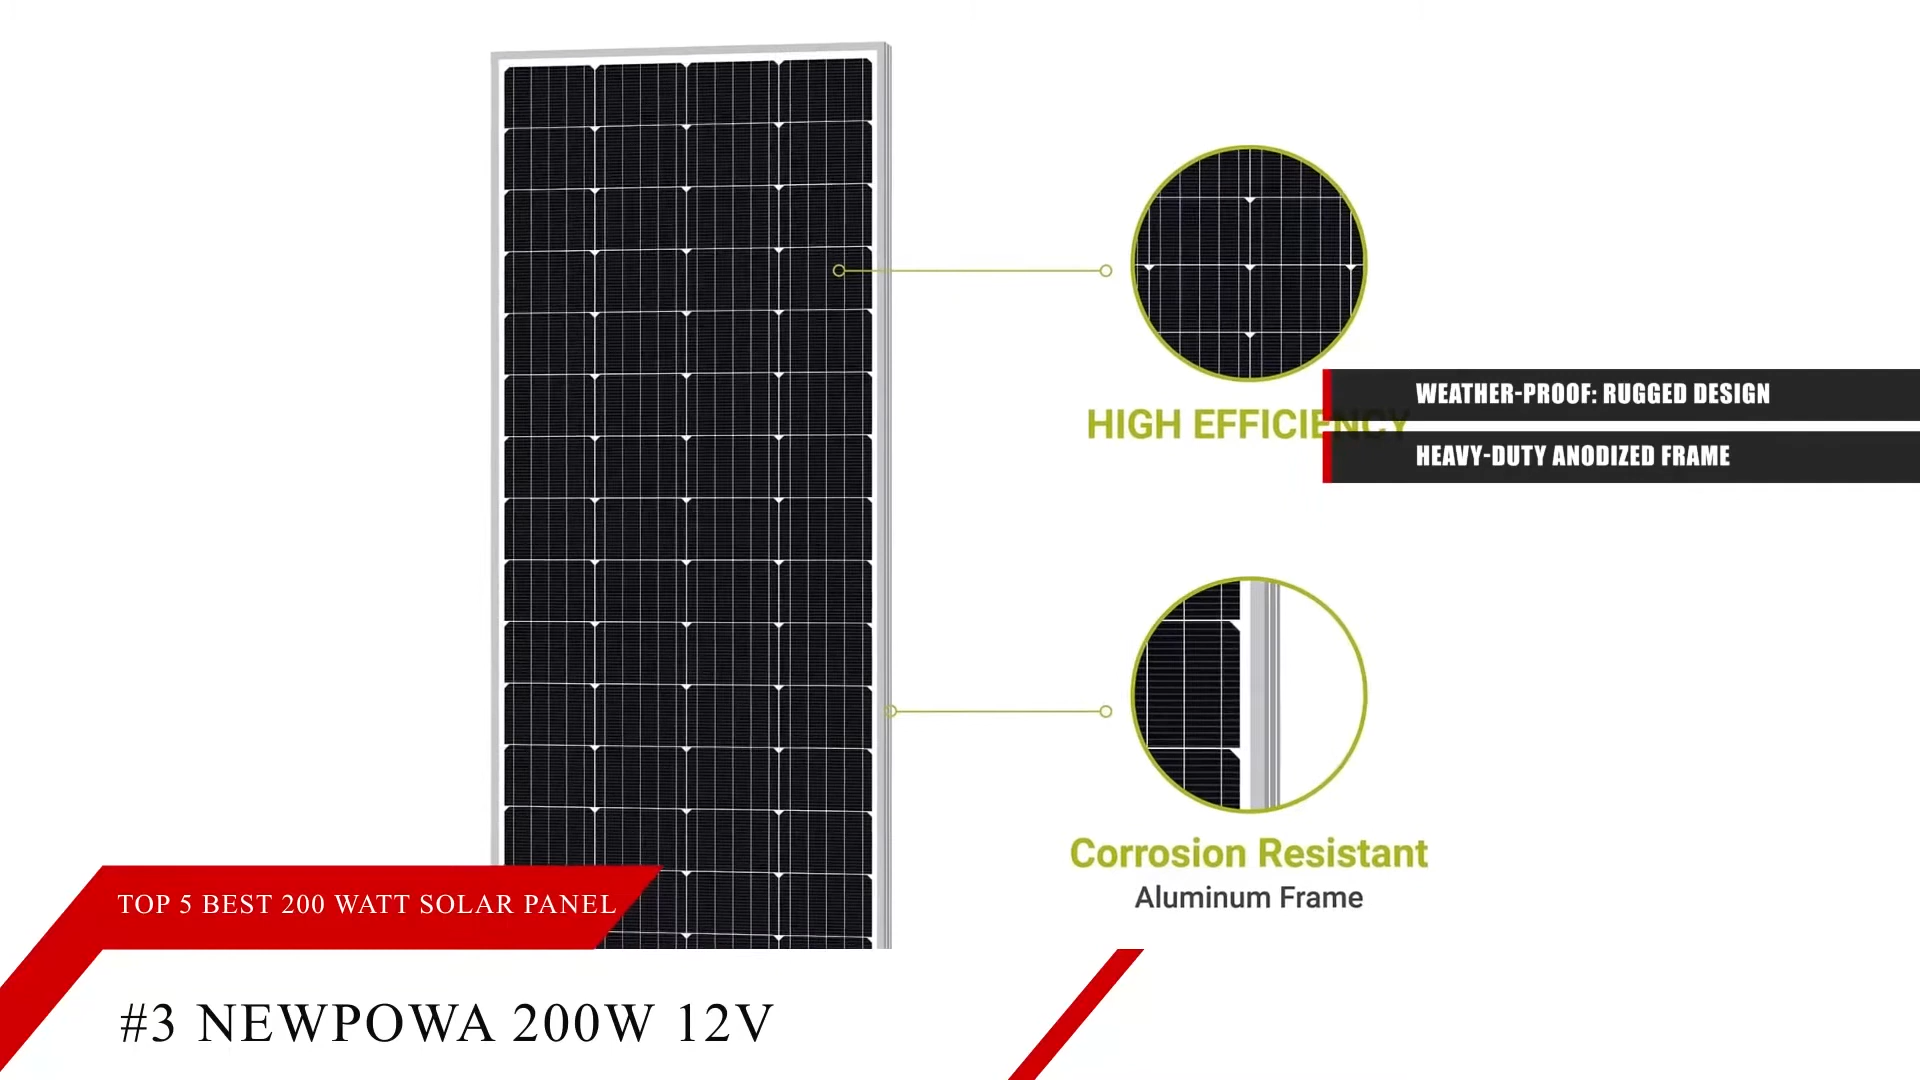 HIGH EFFICIENCY
WEATHER-PROOF: RUGGED DESIGN
HEAVY-DUTY ANODIZED FRAME
Corrosion Resistant
Aluminum Frame
TOP 5 BEST 200 WATT SOLAR PANEL
#3 NEWPOWA 200W 12V